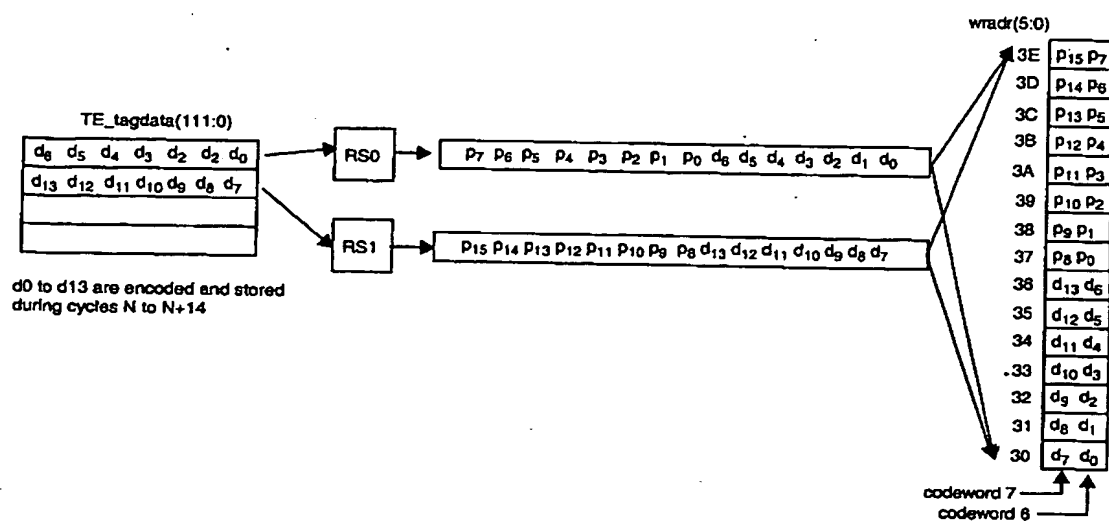 wradr(5:0)
TE_tagdata(111:0)
d6 d5 d4 d3 d2 d2 d0
d13 d12 d11 d10 d9 d8 d7
d0 to d13 are encoded and stored
during cycles N to N+14
RS0
RS1
p7 p6 p5 p4 p3 p2 p1 p0 d6 d5 d4 d3 d2 d1 d0
p15 p14 p13 p12 p11 p10 p9 p8 d13 d12 d11 d10 d9 d8 d7
3E p15 p7
3D p14 p6
3C p13 p5
3B p12 p4
3A p11 p3
39 p10 p2
38 p9 p1
37 p8 p0
36 d13 d6
35 d12 d5
34 d11 d4
33 d10 d3
32 d9 d2
31 d8 d1
30 d7 d0
codeword 7
codeword 6